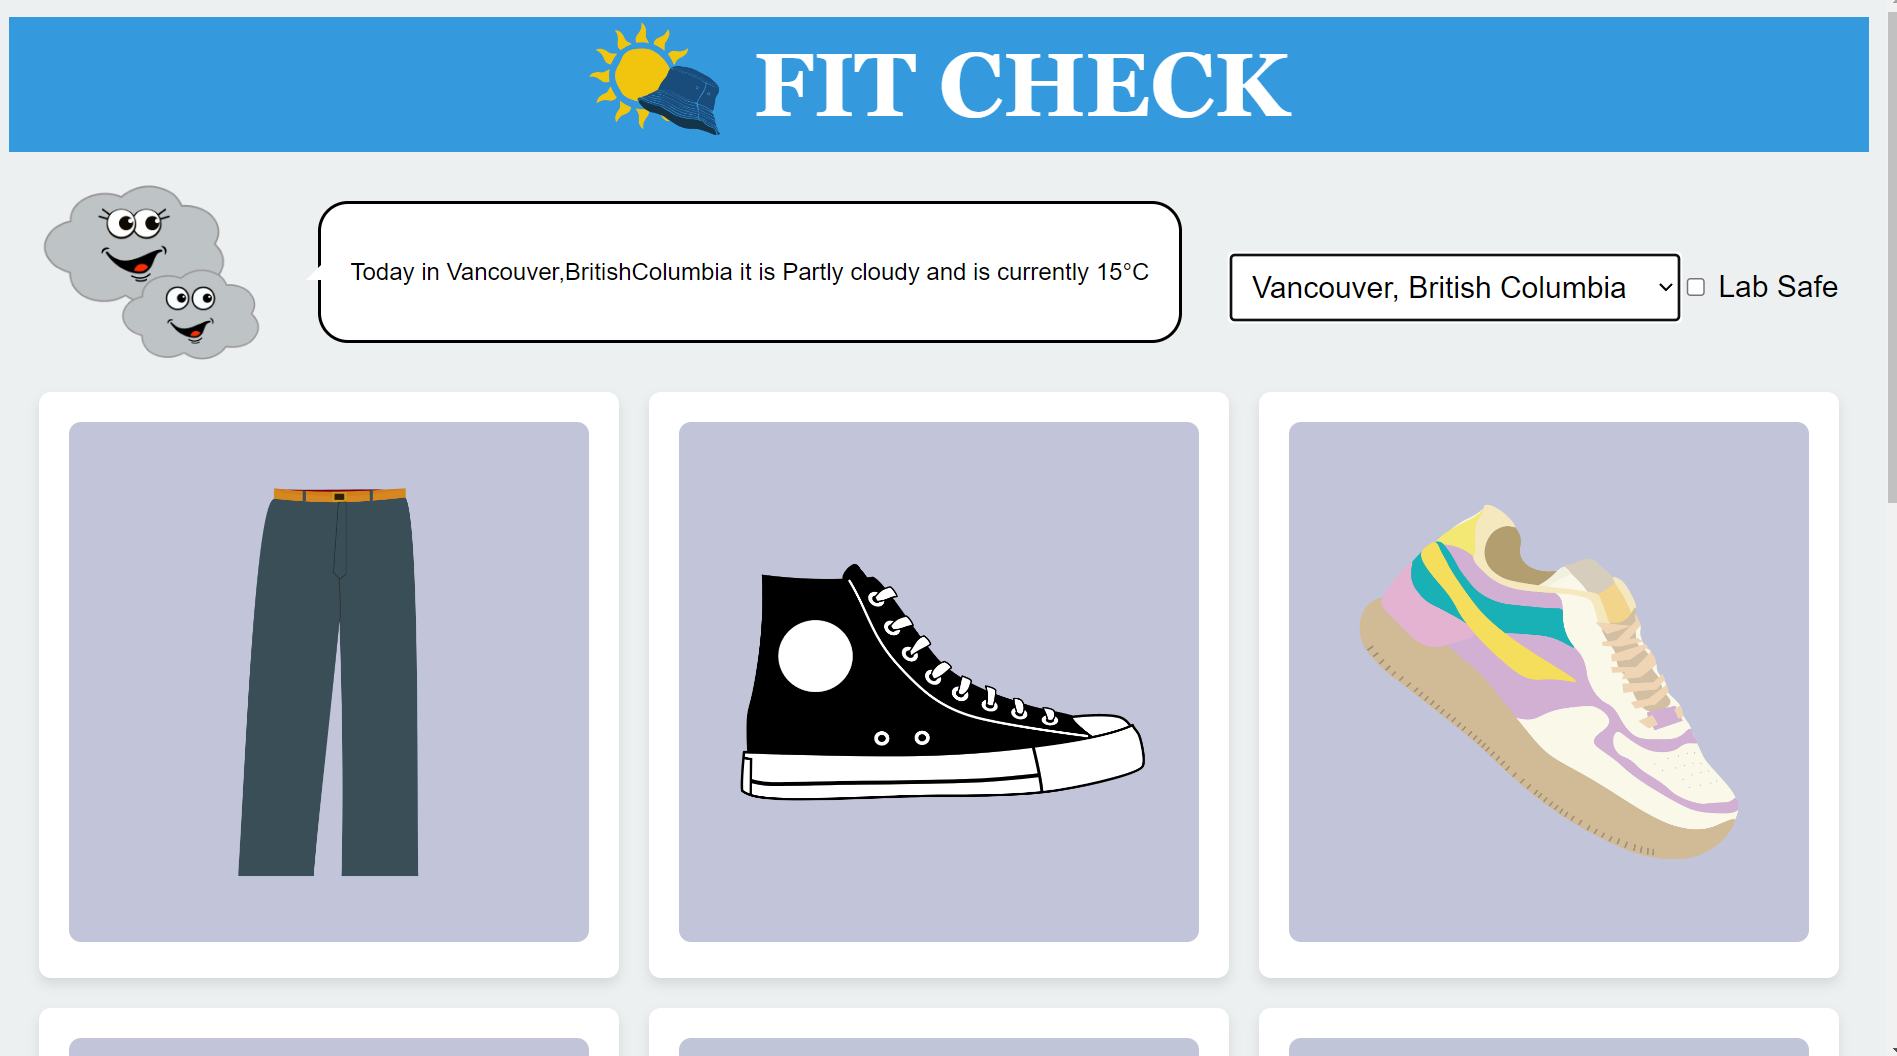 FIT CHECK
Today in Vancouver,BritishColumbia it is Partly cloudy and is currently 15°C
Vancouver, British Columbia
Lab Safe